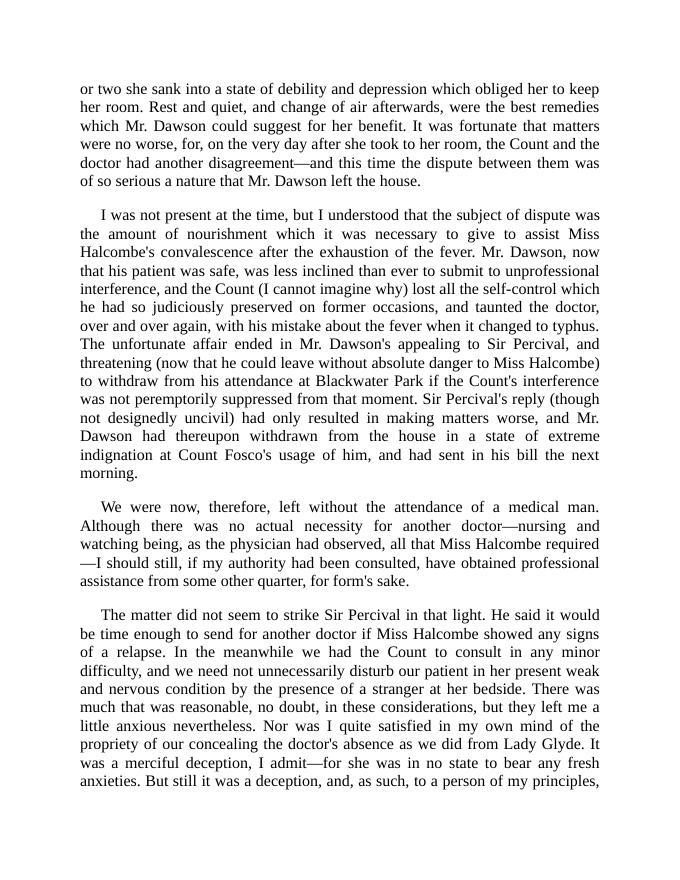 or two she sank into a state of debility and depression which obliged her to keep
her room. Rest and quiet, and change of air afterwards, were the best remedies
which Mr. Dawson could suggest for her benefit. It was fortunate that matters
were no worse, for, on the very day after she took to her room, the Count and the
doctor had another disagreement—and this time the dispute between them was
of so serious a nature that Mr. Dawson left the house.
I was not present at the time, but I understood that the subject of dispute was
the amount of nourishment which it was necessary to give to assist Miss
Halcombe's convalescence after the exhaustion of the fever. Mr. Dawson, now
that his patient was safe, was less inclined than ever to submit to unprofessional
interference, and the Count (I cannot imagine why) lost all the self-control which
he had so judiciously preserved on former occasions, and taunted the doctor,
over and over again, with his mistake about the fever when it changed to typhus.
The unfortunate affair ended in Mr. Dawson's appealing to Sir Percival, and
threatening (now that he could leave without absolute danger to Miss Halcombe)
to withdraw from his attendance at Blackwater Park if the Count's interference
was not peremptorily suppressed from that moment. Sir Percival's reply (though
not designedly uncivil) had only resulted in making matters worse, and Mr.
Dawson had thereupon withdrawn from the house in a state of extreme
indignation at Count Fosco's usage of him, and had sent in his bill the next
morning.
We were now, therefore, left without the attendance of a medical man.
Although there was no actual necessity for another doctor—nursing and
watching being, as the physician had observed, all that Miss Halcombe required
—I should still, if my authority had been consulted, have obtained professional
assistance from some other quarter, for form's sake.
The matter did not seem to strike Sir Percival in that light. He said it would
be time enough to send for another doctor if Miss Halcombe showed any signs
of a relapse. In the meanwhile we had the Count to consult in any minor
difficulty, and we need not unnecessarily disturb our patient in her present weak
and nervous condition by the presence of a stranger at her bedside. There was
much that was reasonable, no doubt, in these considerations, but they left me a
little anxious nevertheless. Nor was I quite satisfied in my own mind of the
propriety of our concealing the doctor's absence as we did from Lady Glyde. It
was a merciful deception, I admit—for she was in no state to bear any fresh
anxieties. But still it was a deception, and, as such, to a person of my principles,